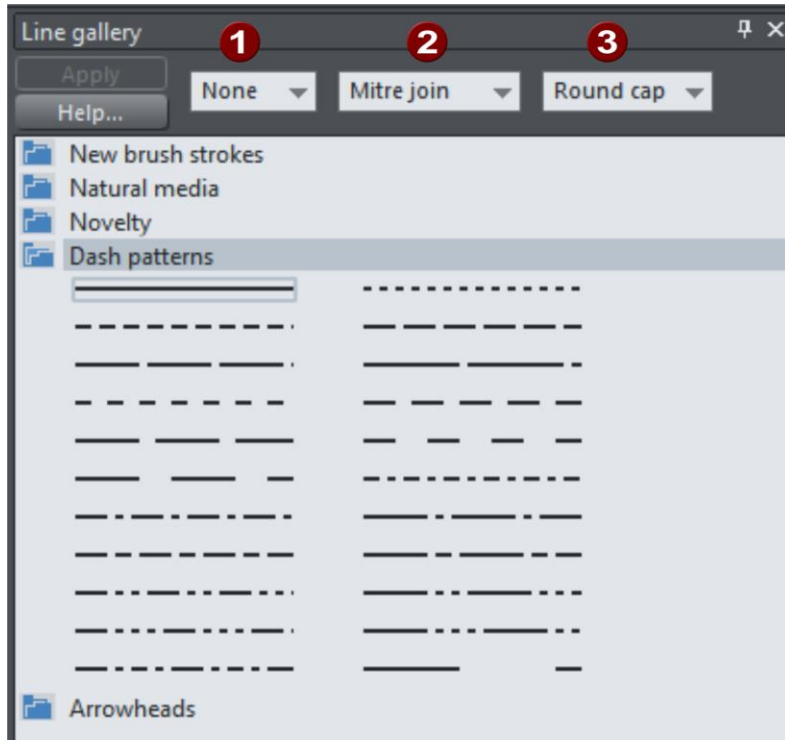 Line gallery
1 2 3
Apply
None Mitre join Round cap
Help...
New brush strokes
Natural media
Novelty
Dash patterns
Arrowheads